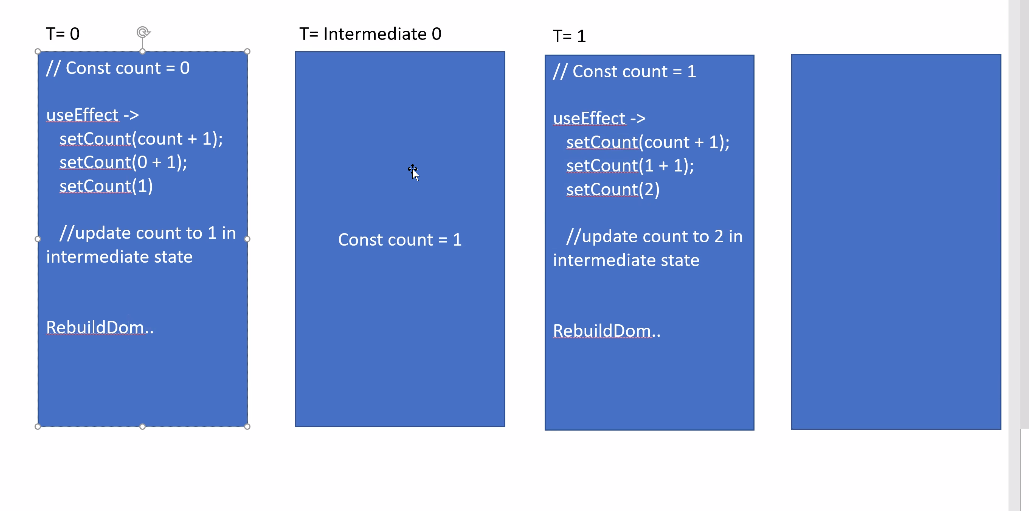 T= 0
// Const count = 0
useEffect ->
setCount(count + 1);
setCount(0 + 1);
setCount(1)
//update count to 1 in
intermediate state
RebuildDom..
T= Intermediate 0
Const count = 1
T= 1
// Const count = 1
useEffect ->
setCount(count + 1);
setCount(1 + 1);
setCount(2)
//update count to 2 in
intermediate state
RebuildDom..